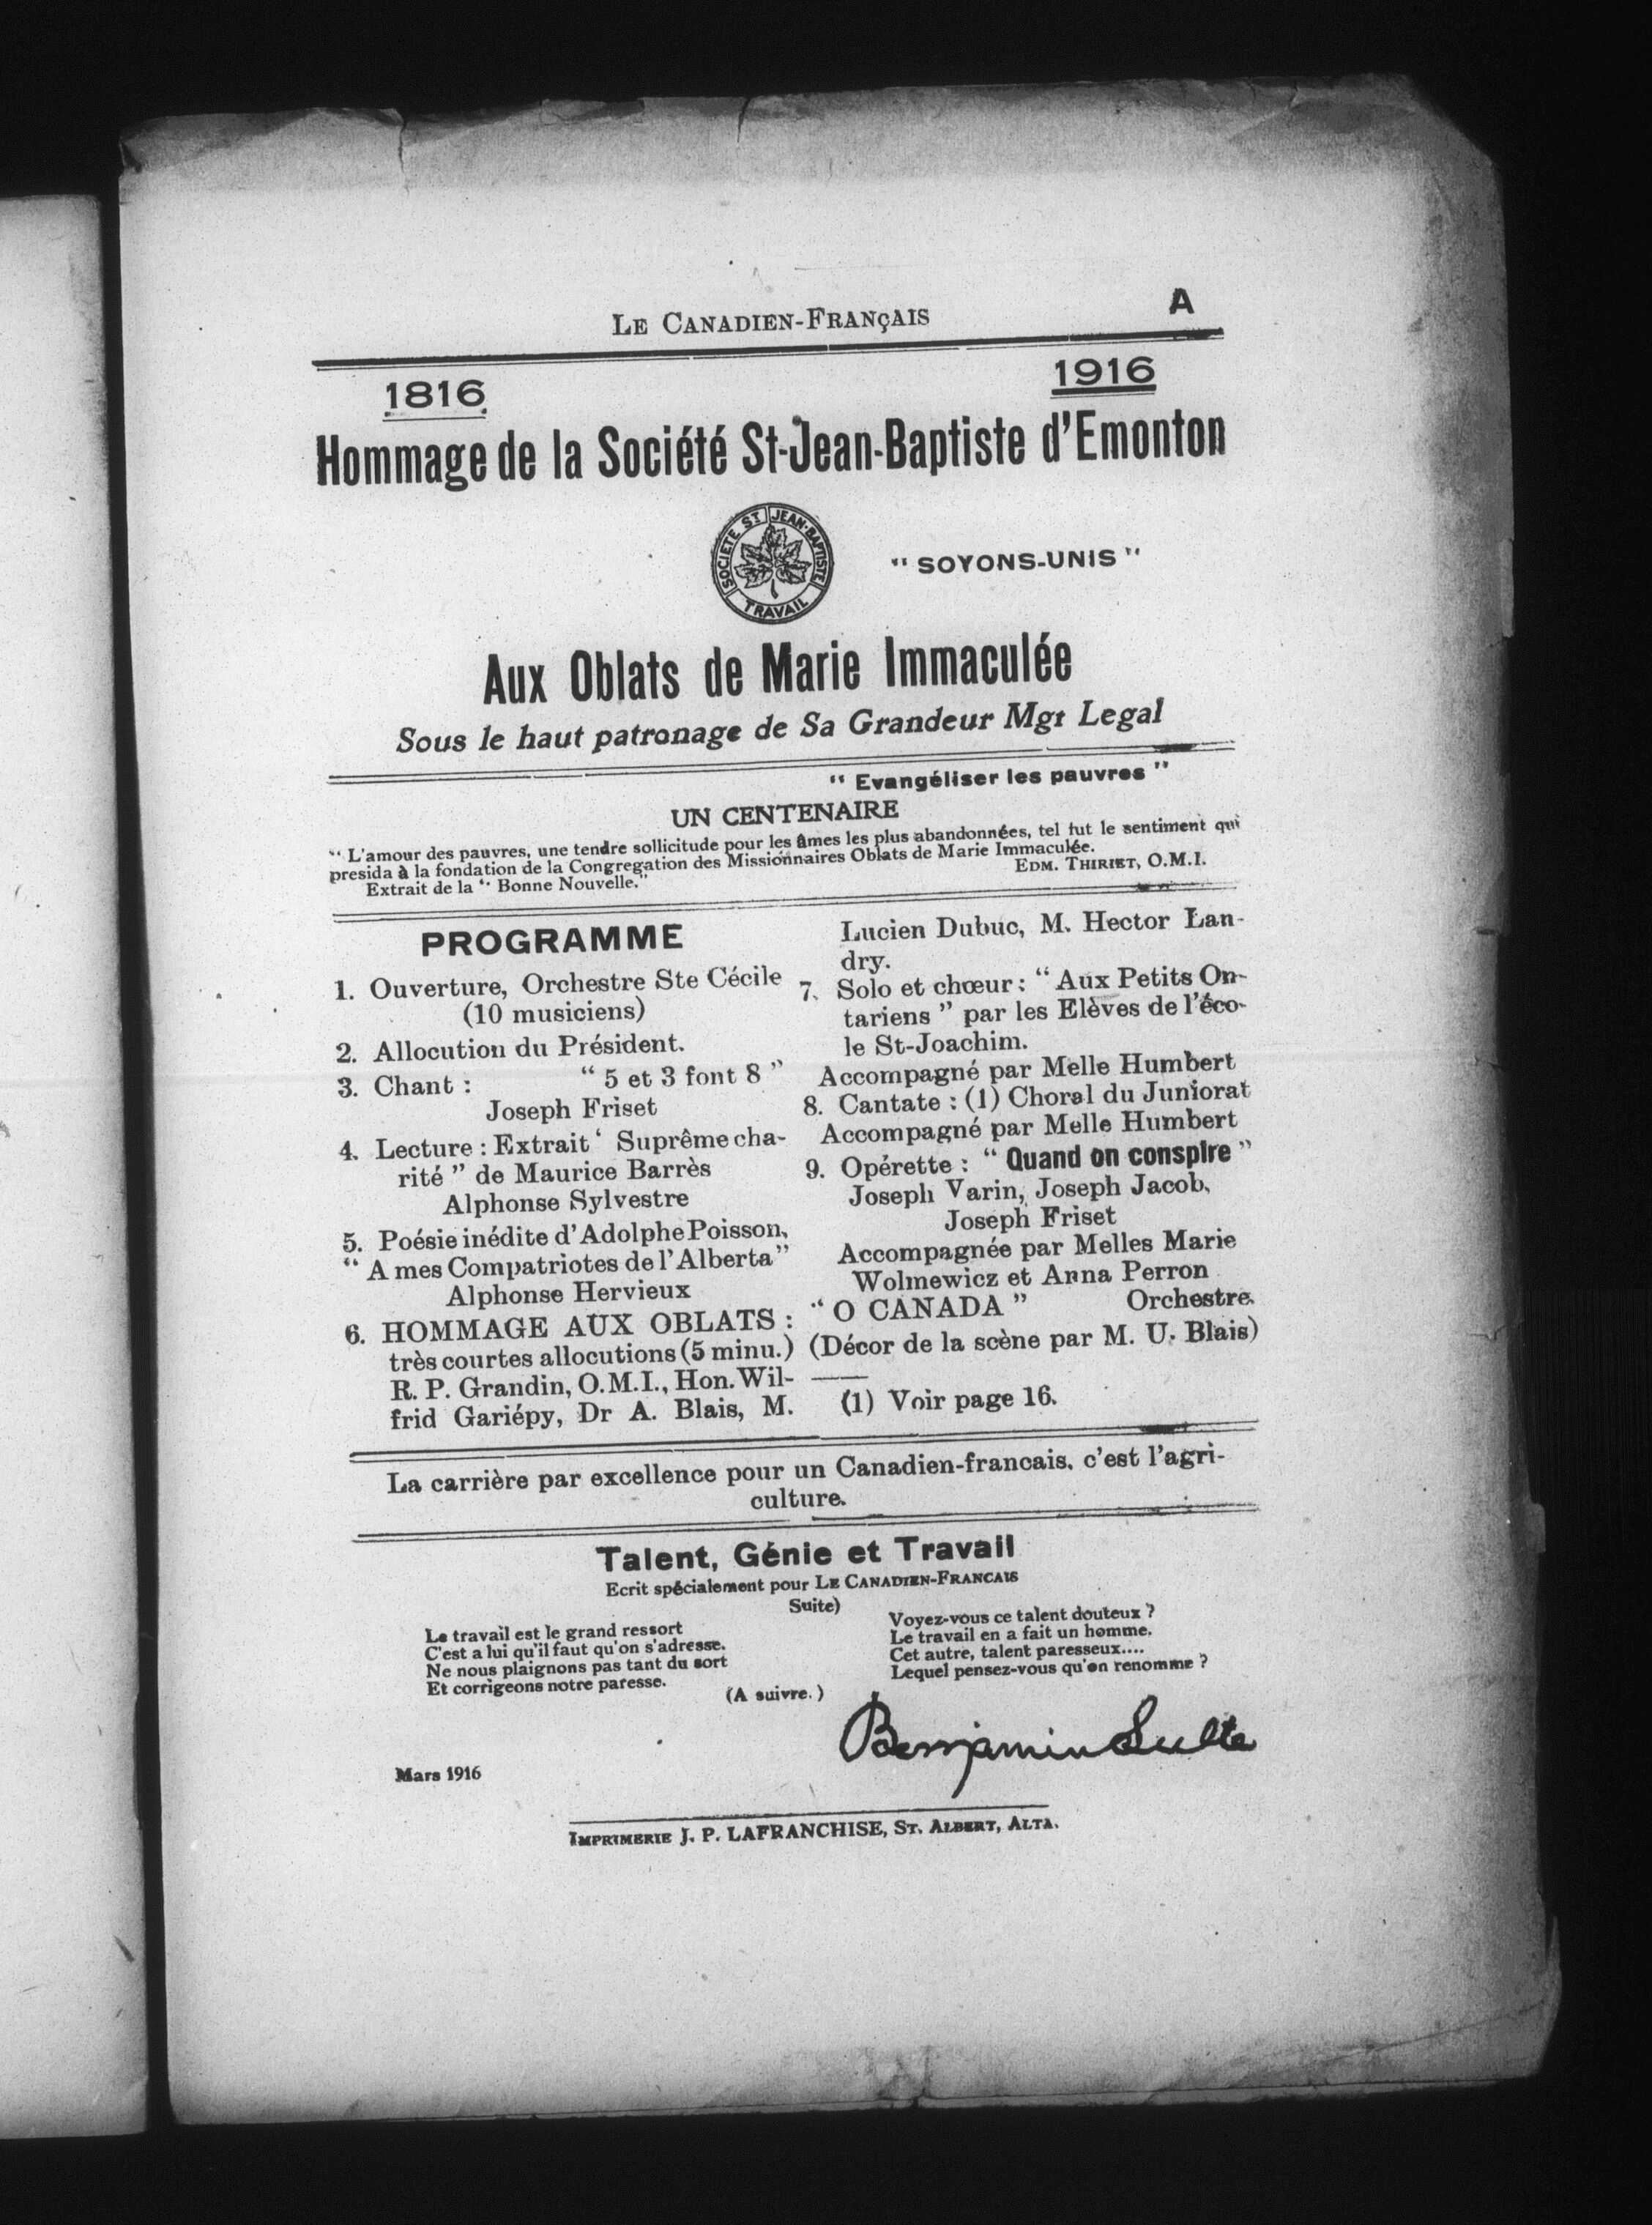 LE CANADIEN-FRANÇAIS
A
1816
1916
Hommage de la Société St-Jean-Baptiste d'Emonton
SOCIETE ST JEAN-BAPTISTE
TRAVAIL
" SOYONS-UNIS "
Aux Oblats de Marie Immaculée
Sous le haut patronage de Sa Grandeur Mgr Legal
" Evangéliser les pauvres "
UN CENTENAIRE
" L'amour des pauvres, une tendre sollicitude pour les âmes les plus abandonnées, tel fut le sentiment qui
presida à la fondation de la Congregation des Missionnaires Oblats de Marie Immaculée.
EDM. THIRIET, O.M.I.
Extrait de la " Bonne Nouvelle."
PROGRAMME
1. Ouverture, Orchestre Ste Cécile
(10 musiciens)
2. Allocution du Président.
3. Chant : " 5 et 3 font 8 "
Joseph Friset
4. Lecture : Extrait ' Suprême cha-
rité " de Maurice Barrès
Alphonse Sylvestre
5. Poésie inédite d'Adolphe Poisson,
" A mes Compatriotes de l'Alberta"
Alphonse Hervieux
6. HOMMAGE AUX OBLATS :
très courtes allocutions (5 minu.)
R. P. Grandin, O.M.I., Hon. Wil-
frid Gariépy, Dr A. Blais, M.
Lucien Dubuc, M. Hector Lan-
dry.
7. Solo et chœur : " Aux Petits On-
tariens " par les Elèves de l'éco-
le St-Joachim.
Accompagné par Melle Humbert
8. Cantate : (1) Choral du Juniorat
Accompagné par Melle Humbert
9. Opérette : " Quand on conspire "
Joseph Varin, Joseph Jacob,
Joseph Friset
Accompagnée par Melles Marie
Wolmewicz et Anna Perron
" O CANADA " Orchestre.
(Décor de la scène par M. U. Blais)
(1) Voir page 16.
La carrière par excellence pour un Canadien-francais, c'est l'agri-
culture.
Talent, Génie et Travail
Ecrit spécialement pour LE CANADIEN-FRANCAIS
Suite)
Le travail est le grand ressort
C'est a lui qu'il faut qu'on s'adresse.
Ne nous plaignons pas tant du sort
Et corrigeons notre paresse.
Voyez-vous ce talent douteux ?
Le travail en a fait un homme.
Cet autre, talent paresseux....
Lequel pensez-vous qu'on renomme ?
(A suivre.)
Benjamin Sulte
Mars 1916
IMPRIMERIE J. P. LAFRANCHISE, ST. ALBERT, ALTA.